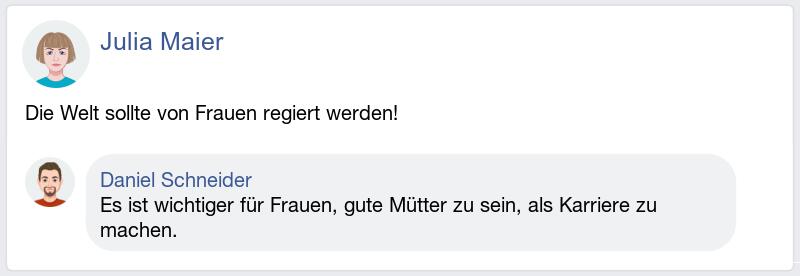 Julia Maier
Die Welt sollte von Frauen regiert werden!
Daniel Schneider
Es ist wichtiger für Frauen, gute Mütter zu sein, als Karriere zu
machen.